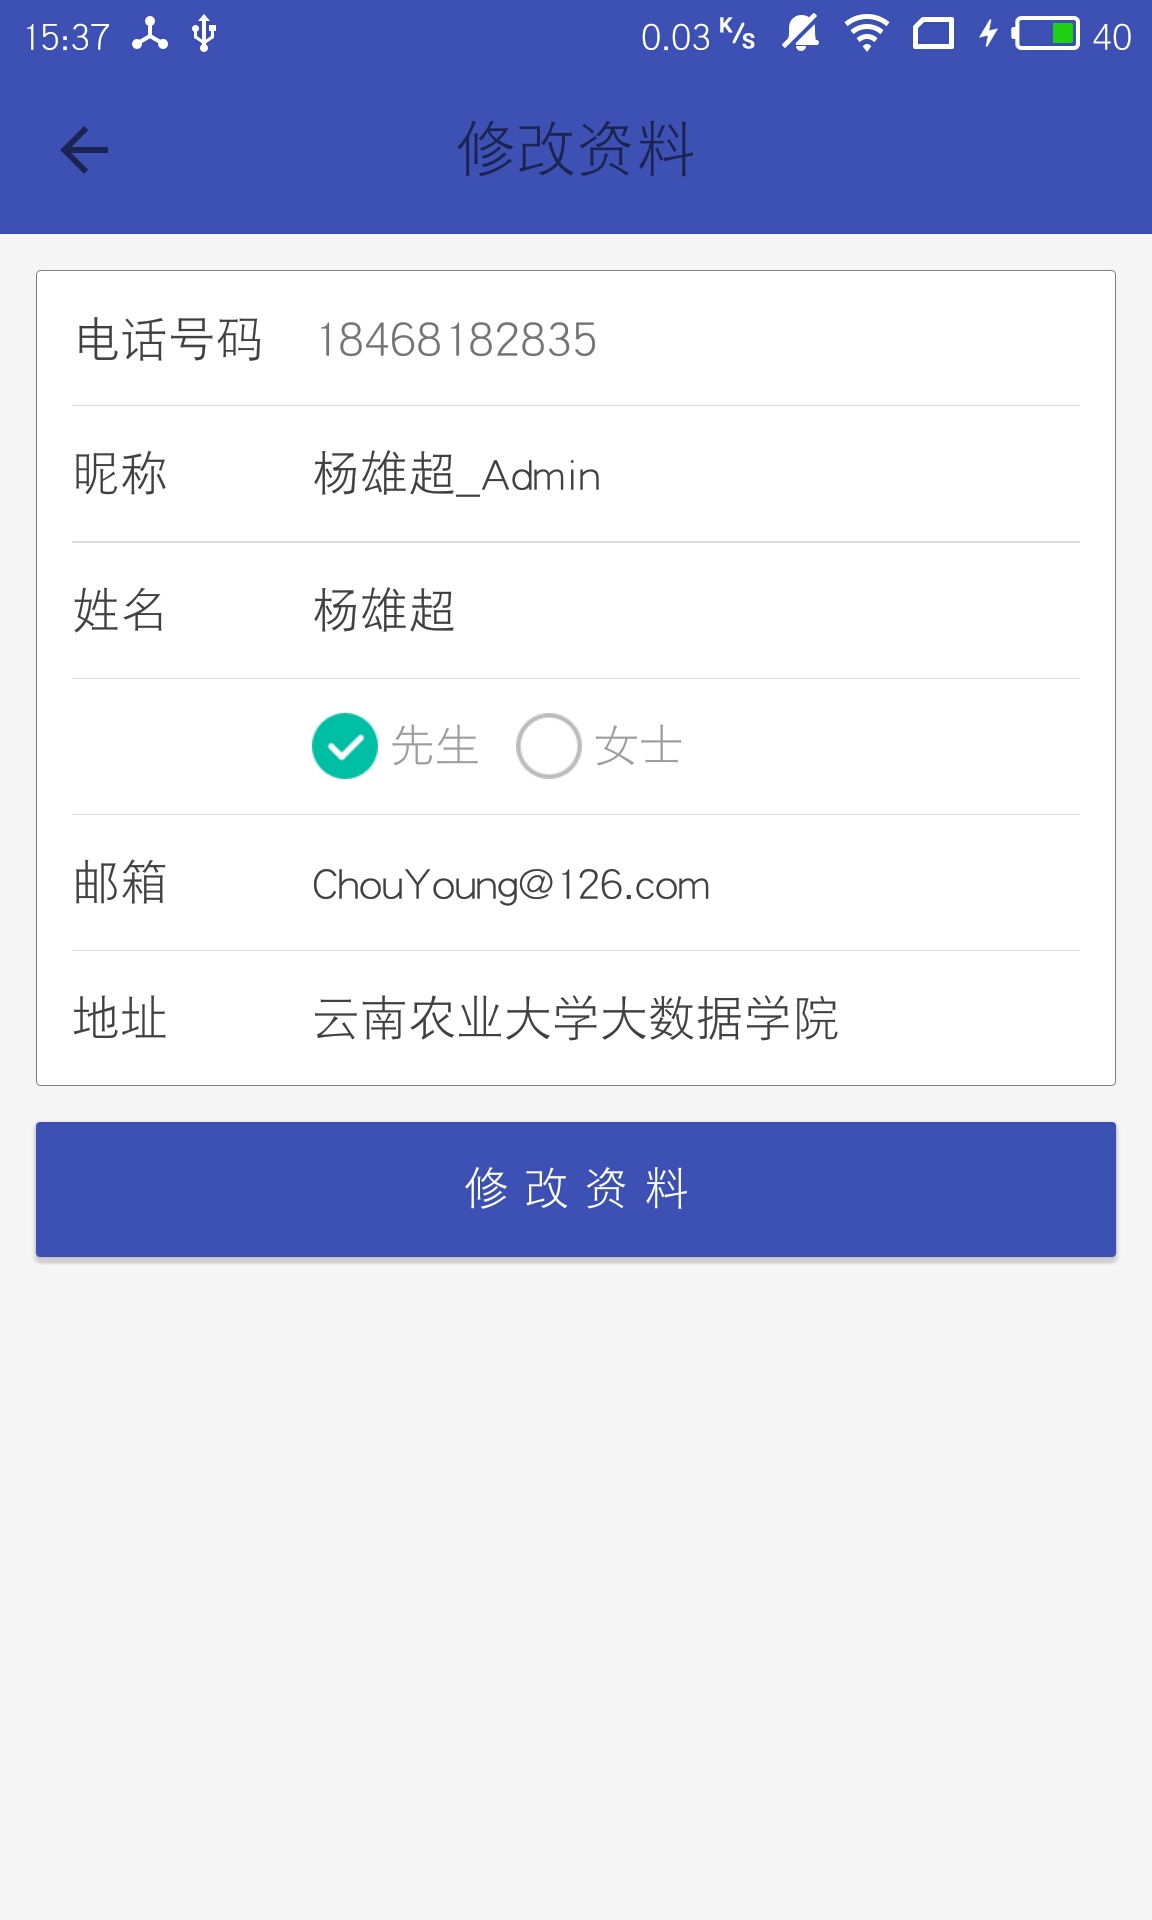 15:37 0.03 K/s 40
修改资料
电话号码 18468182835
昵称 杨雄超_Admin
姓名 杨雄超
先生 女士
邮箱 ChouYoung@126.com
地址 云南农业大学大数据学院
修改资料